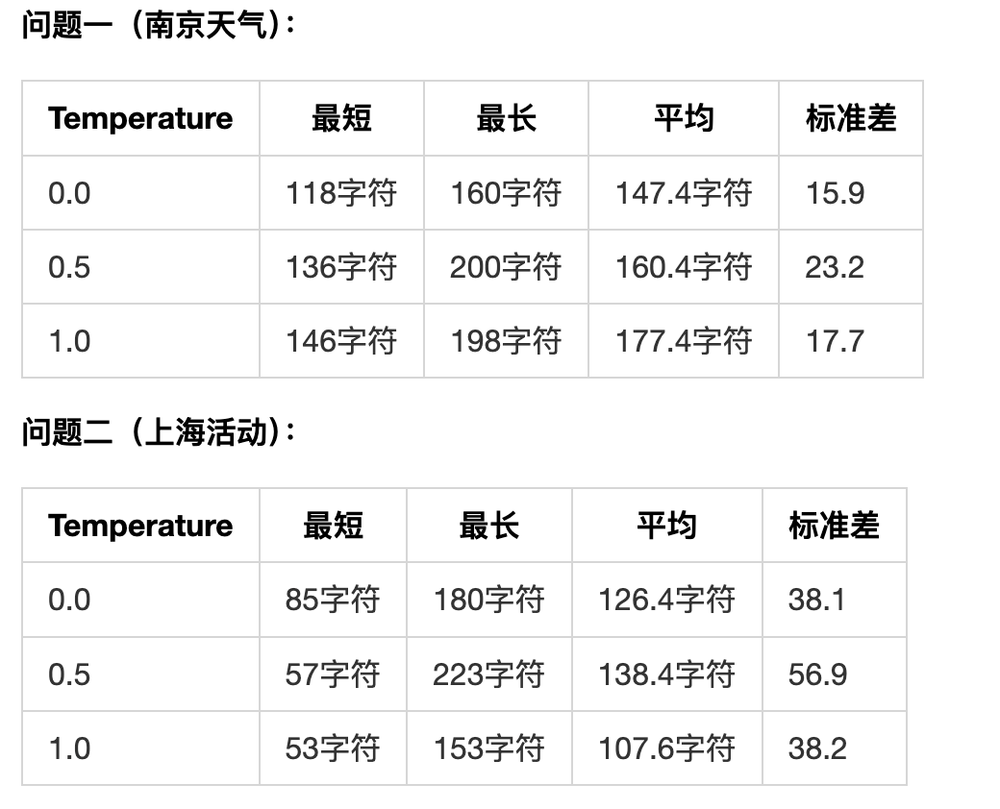 问题一（南京天气）：
Temperature 最短 最长 平均 标准差
0.0 118字符 160字符 147.4字符 15.9
0.5 136字符 200字符 160.4字符 23.2
1.0 146字符 198字符 177.4字符 17.7
问题二（上海活动）：
Temperature 最短 最长 平均 标准差
0.0 85字符 180字符 126.4字符 38.1
0.5 57字符 223字符 138.4字符 56.9
1.0 53字符 153字符 107.6字符 38.2